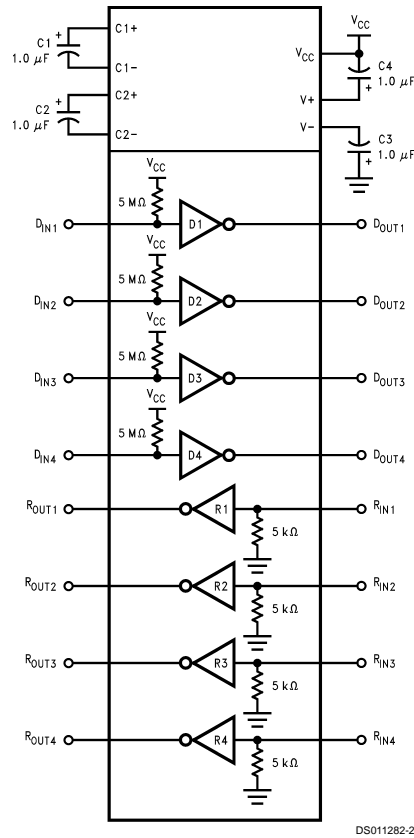 C1+
C1 +
1.0 µF
C1−
C2+
C2 +
1.0 µF
C2−
VCC
VCC
C4
1.0 µF
+
V+
V−
C3
1.0 µF
+
VCC
5 MΩ
DIN1
D1
DOUT1
VCC
5 MΩ
DIN2
D2
DOUT2
VCC
5 MΩ
DIN3
D3
DOUT3
VCC
5 MΩ
DIN4
D4
DOUT4
ROUT1
R1
RIN1
5 kΩ
ROUT2
R2
RIN2
5 kΩ
ROUT3
R3
RIN3
5 kΩ
ROUT4
R4
RIN4
5 kΩ
DS011282-2